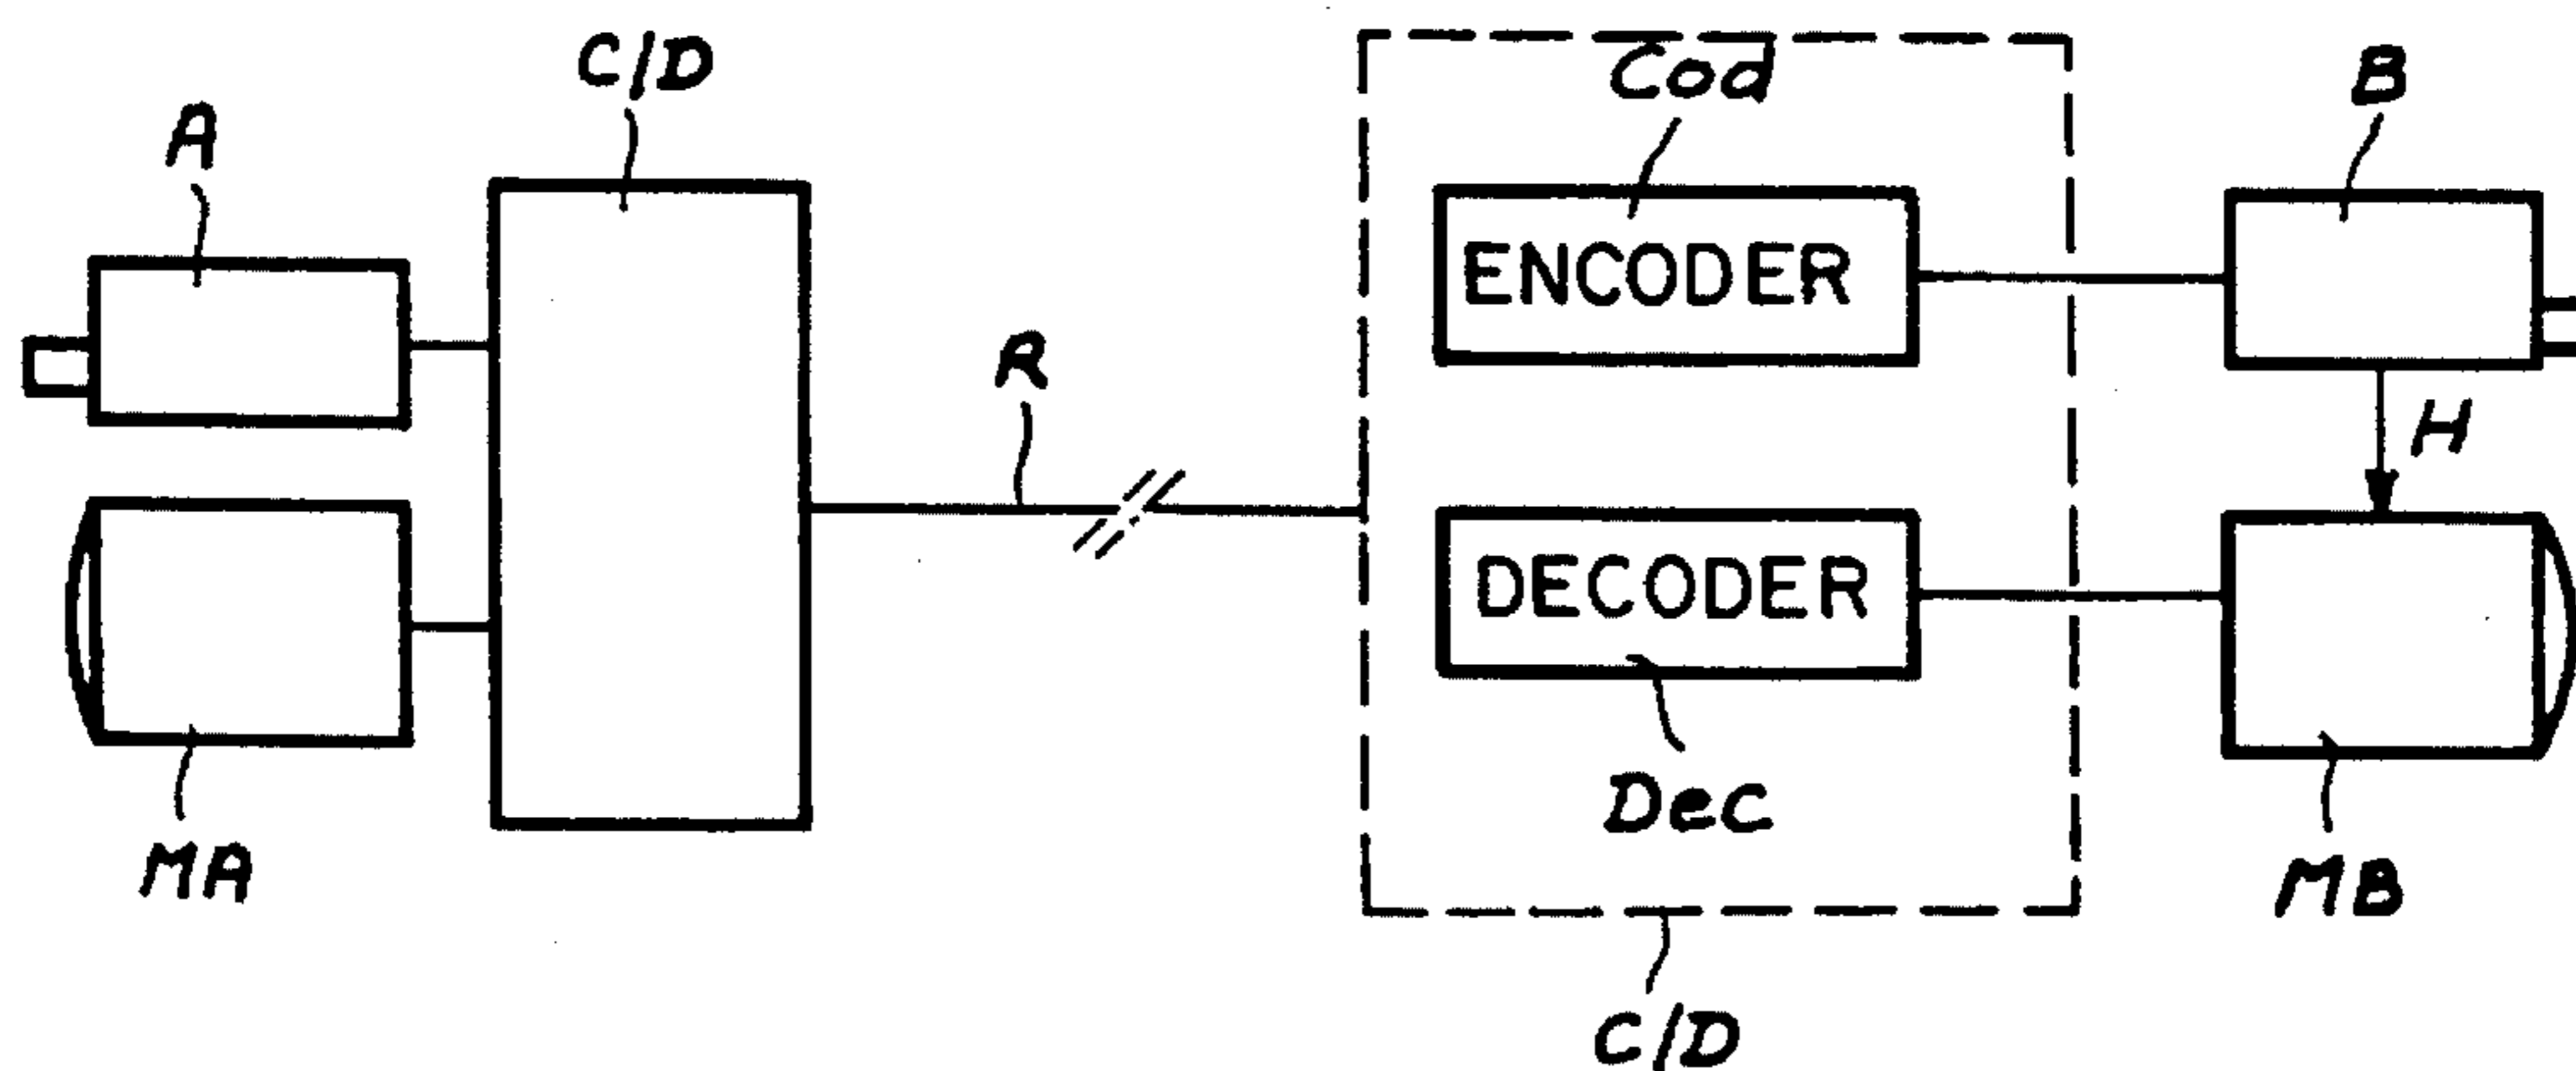 A
C/D
MA
R
Cod
ENCODER
DECODER
DeC
C/D
B
H
MB